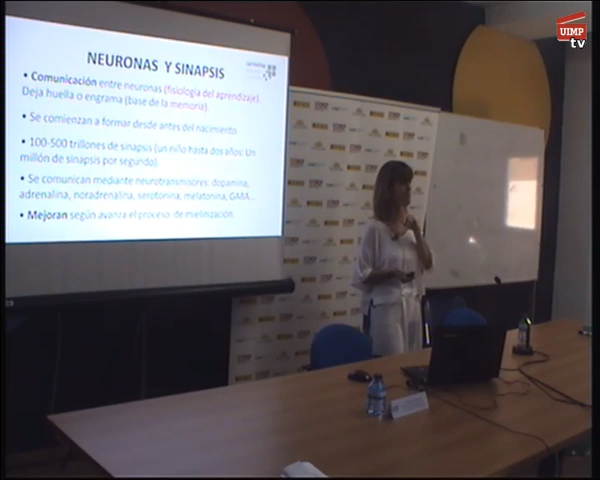 UIMP
tv
NEURONAS Y SINAPSIS
• Comunicación entre neuronas (fisiología del aprendizaje).
Deja huella o engrama (base de la memoria).
• Se comienzan a formar desde antes del nacimiento.
• 100-500 trillones de sinapsis (un niño hasta dos años: Un
millón de sinapsis por segundo).
• Se comunican mediante neurotransmisores: dopamina,
adrenalina, noradrenalina, serotonina, melatonina, GABA...
• Mejoran según avanza el proceso de mielinización.